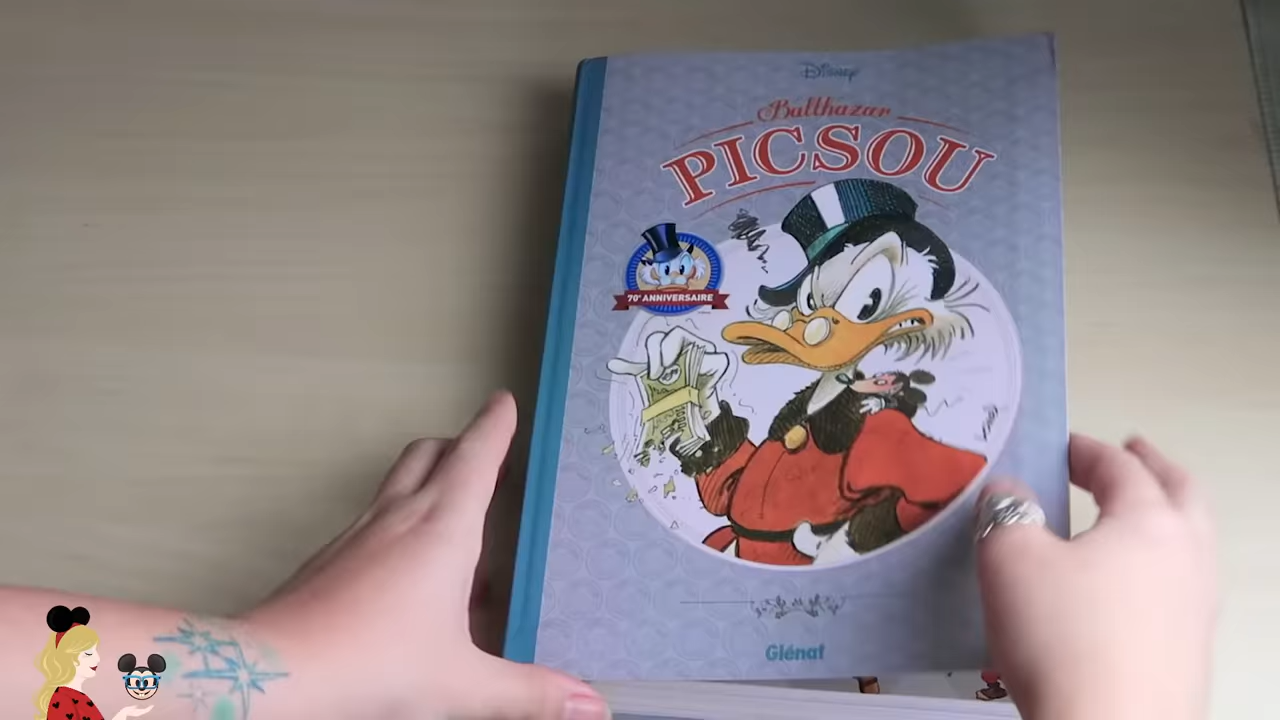 Disney
Balthazar
PICSOU
70e ANNIVERSAIRE
Glénat